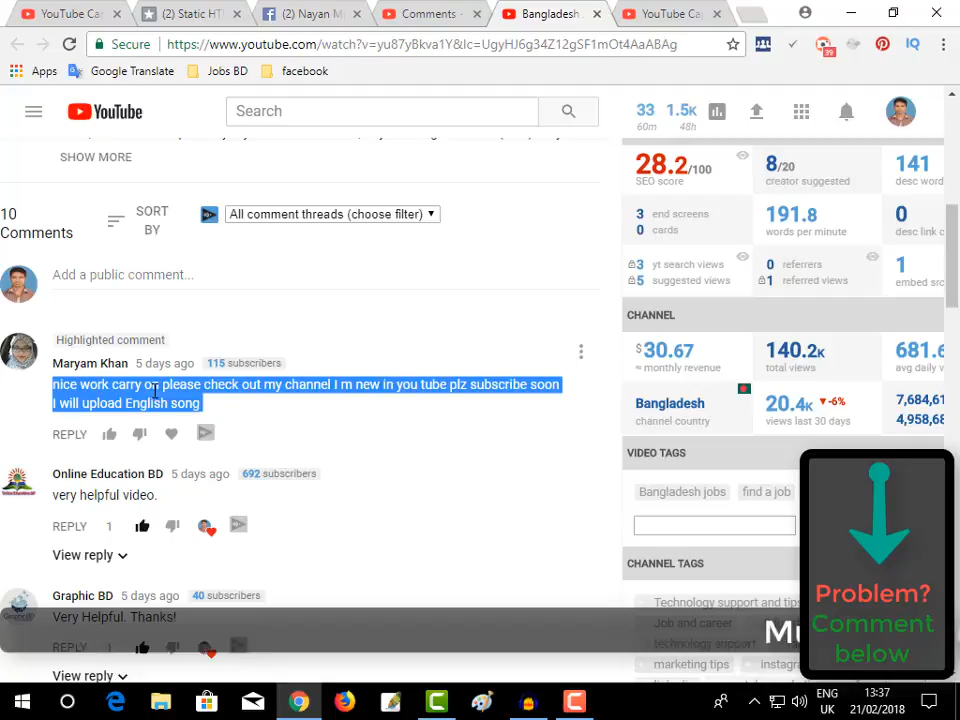 YouTube Ca
(2) Static HT
(2) Nayan M
Comments -
Bangladesh
YouTube Ca
Secure
https://www.youtube.com/watch?v=yu87yBkva1Y&lc=UgyHJ6g34Z12gSF1mOt4AaABAg
39
IQ
Apps
Google Translate
Jobs BD
facebook
YouTube
Search
33
60m
1.5K
48h
SHOW MORE
10
Comments
SORT
BY
All comment threads (choose filter)
Add a public comment...
Highlighted comment
Maryam Khan 5 days ago 115 subscribers
nice work carry on please check out my channel I m new in you tube plz subscribe soon
I will upload English song
REPLY
Online Education BD 5 days ago 692 subscribers
very helpful video.
REPLY 1
View reply
Graphic BD 5 days ago 40 subscribers
Very Helpful. Thanks!
REPLY 1
View reply
28.2/100
SEO score
8/20
creator suggested
141
desc word
3 end screens
0 cards
191.8
words per minute
0
desc link c
3 yt search views
5 suggested views
0 referrers
1 referred views
1
embed src
CHANNEL
$30.67
≈ monthly revenue
140.2k
total views
681.6
avg daily v
Bangladesh
channel country
20.4k ▼-6%
views last 30 days
7,684,61
4,958,68
VIDEO TAGS
Bangladesh jobs
find a job
CHANNEL TAGS
Technology support and tips
Job and career
technology support
marketing tips
instag
Mu
Problem?
Comment
below
ENG
UK
13:37
21/02/2018